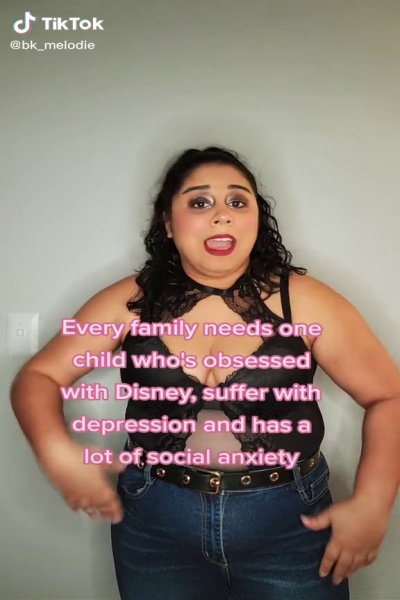 TikTok
@bk_melodie
Every family needs one
child who's obsessed
with Disney, suffer with
depression and has a
lot of social anxiety